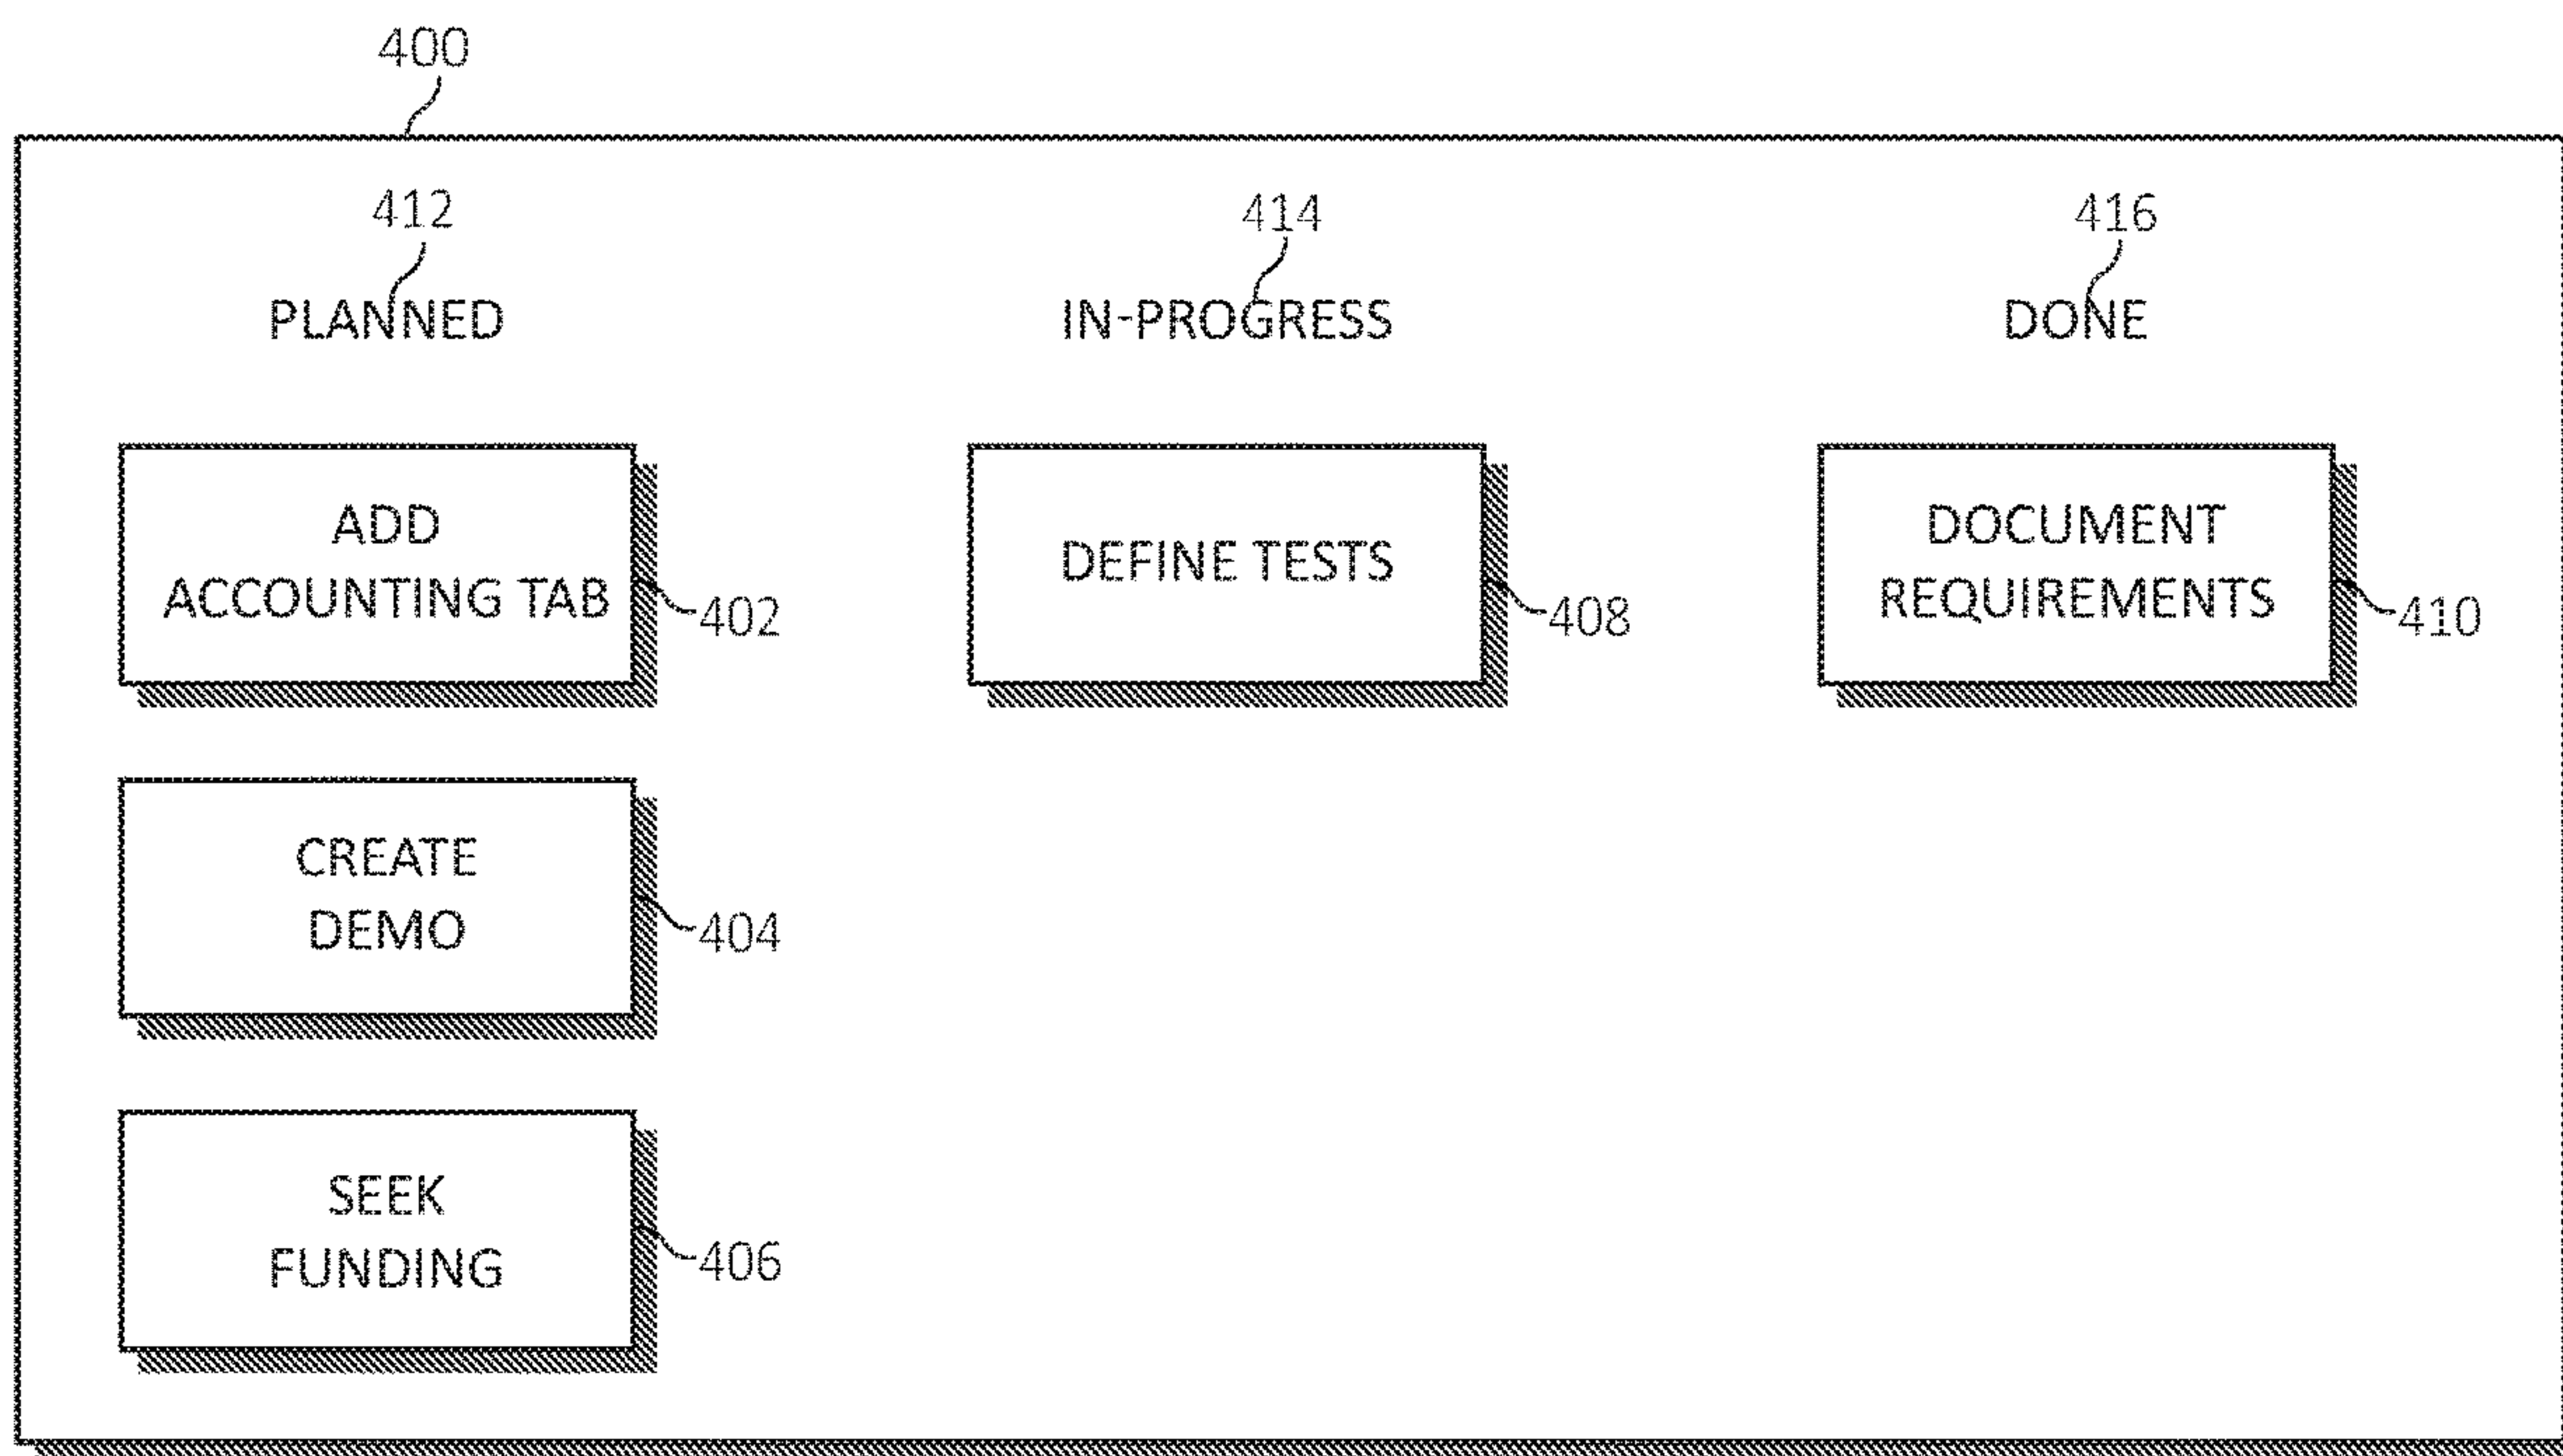 400
412
414
416
PLANNED
IN-PROGRESS
DONE
ADD
ACCOUNTING TAB
402
DEFINE TESTS
408
DOCUMENT
REQUIREMENTS
410
CREATE
DEMO
404
SEEK
FUNDING
406